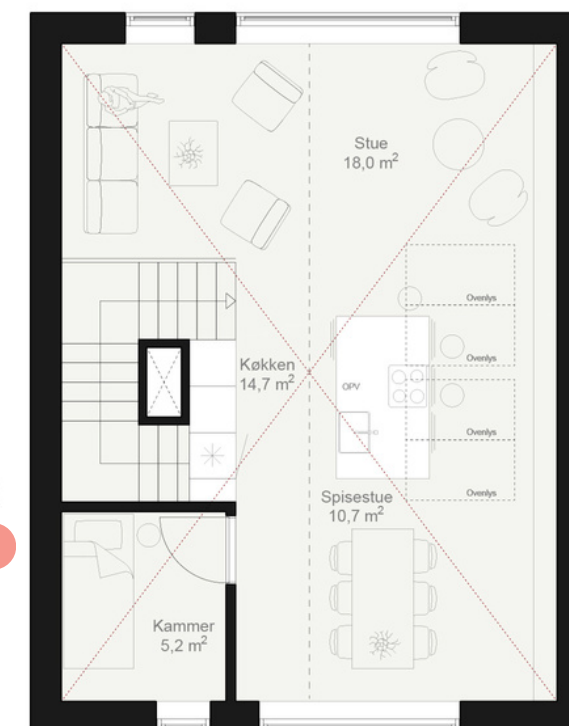 Stue
18,0 m²
Ovenlys
Ovenlys
Køkken
14,7 m²
OPV
Ovenlys
Ovenlys
Spisestue
10,7 m²
Kammer
5,2 m²